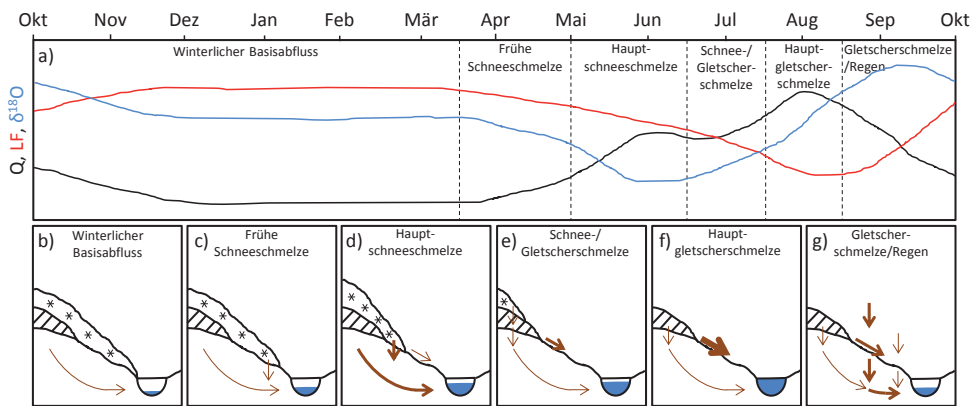 Okt Nov Dez Jan Feb Mär Apr Mai Jun Jul Aug Sep Okt
a)
Winterlicher Basisabfluss
Frühe
Schneeschmelze
Haupt-
schneeschmelze
Schnee-/
Gletscher-
schmelze
Haupt-
gletscher-
schmelze
Gletscherschmelze
/Regen
Q, LF, δ¹⁸O
b)
Winterlicher
Basisabfluss
c)
Frühe
Schneeschmelze
d)
Haupt-
schneeschmelze
e)
Schnee-/
Gletscherschmelze
f)
Haupt-
gletscherschmelze
g)
Gletscher-
schmelze/Regen